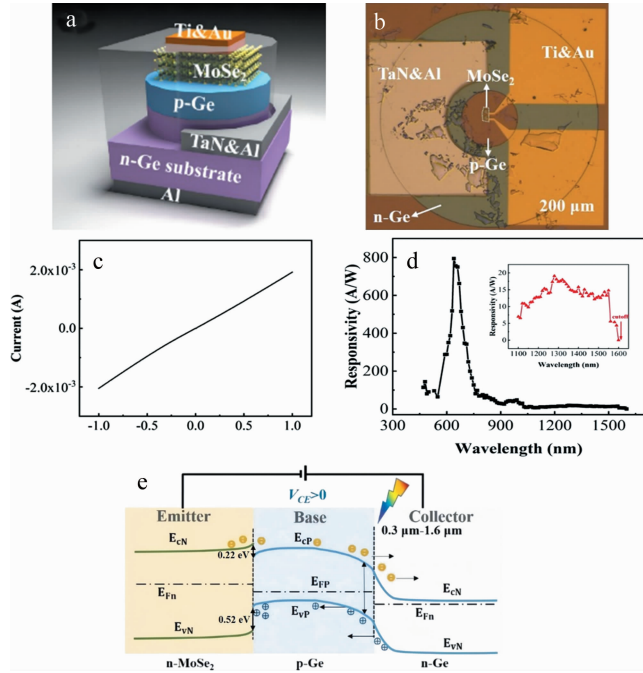 a
Ti&Au
MoSe2
p-Ge
TaN&Al
n-Ge substrate
Al
b
Ti&Au
TaN&Al
MoSe2
p-Ge
n-Ge
200 μm
c
Current (A)
2.0x10-3
0.0
-2.0x10-3
-1.0 -0.5 0.0 0.5 1.0
d
Responsivity (A/W)
800
600
400
200
0
300 600 900 1200 1500
Wavelength (nm)
Responsivity (A/W)
25
20
15
10
5
0
cutoff
1100 1200 1300 1400 1500 1600
Wavelength (nm)
e
VCE>0
0.3 μm-1.6 μm
Emitter Base Collector
EcN EcP EcN
0.22 eV
EFn EFP EFn
0.52 eV
EvN EvP EvN
n-MoSe2 p-Ge n-Ge